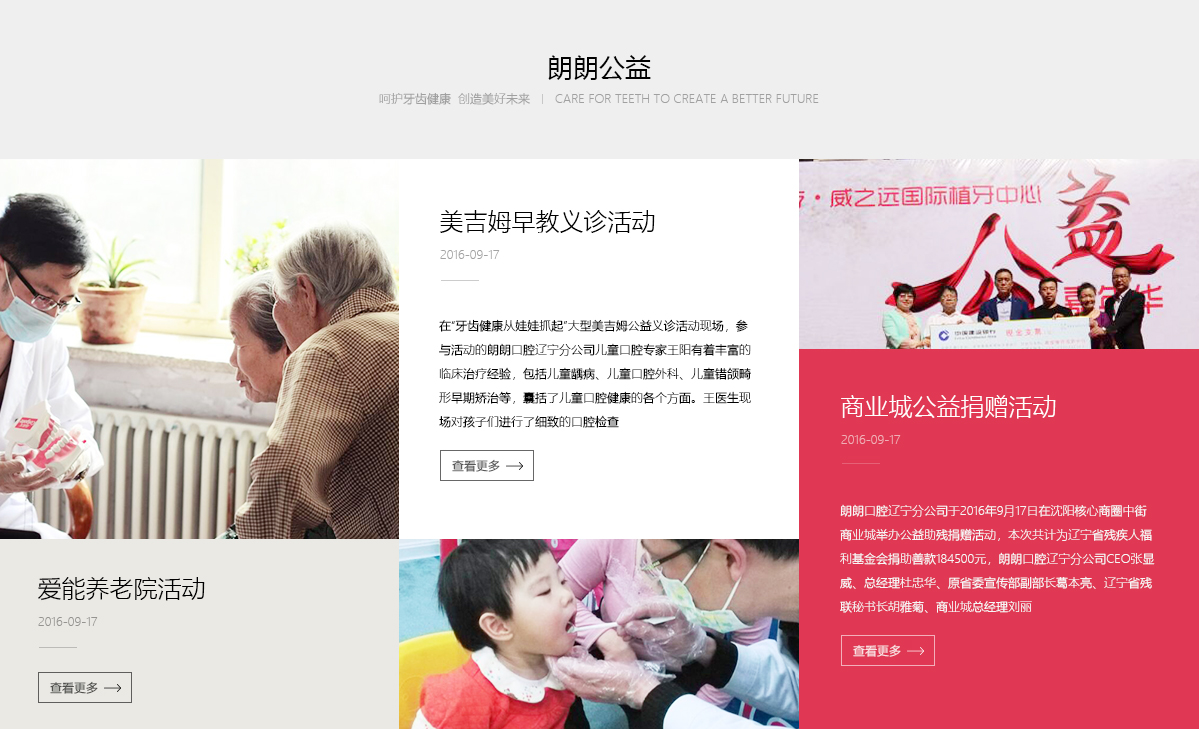 朗朗公益
呵护牙齿健康 创造美好未来 | CARE FOR TEETH TO CREATE A BETTER FUTURE
美吉姆早教义诊活动
2016-09-17
在“牙齿健康从娃娃抓起”大型美吉姆公益义诊活动现场，参
与活动的朗朗口腔辽宁分公司儿童口腔专家王阳有着丰富的
临床治疗经验，包括儿童龋病、儿童口腔外科、儿童错颌畸
形早期矫治等，囊括了儿童口腔健康的各个方面。王医生现
场对孩子们进行了细致的口腔检查
查看更多
·威之远国际植牙中心
公益
嘉年华
中国建设银行
现金支票
商业城公益捐赠活动
2016-09-17
朗朗口腔辽宁分公司于2016年9月17日在沈阳核心商圈中街
商业城举办公益助残捐赠活动，本次共计为辽宁省残疾人福
利基金会捐助善款184500元，朗朗口腔辽宁分公司CEO张显
威、总经理杜忠华、原省委宣传部副部长葛本亮、辽宁省残
联秘书长胡雅菊、商业城总经理刘丽
查看更多
爱能养老院活动
2016-09-17
查看更多